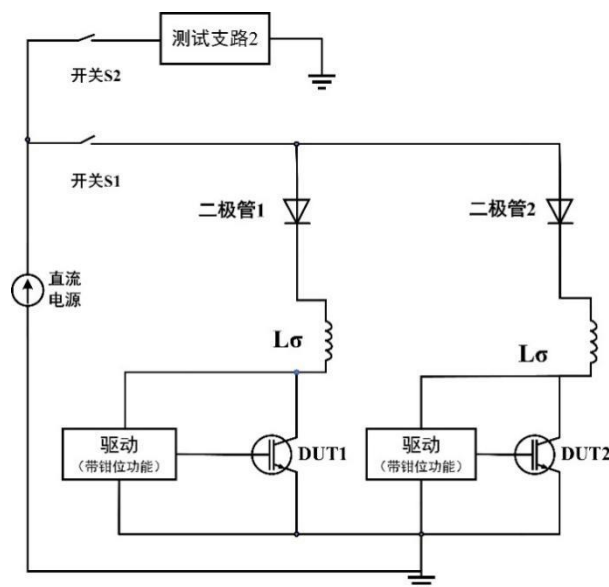 测试支路2
开关S2
开关S1
二极管1
二极管2
直流
电源
Lσ
Lσ
驱动
（带钳位功能）
DUT1
驱动
（带钳位功能）
DUT2